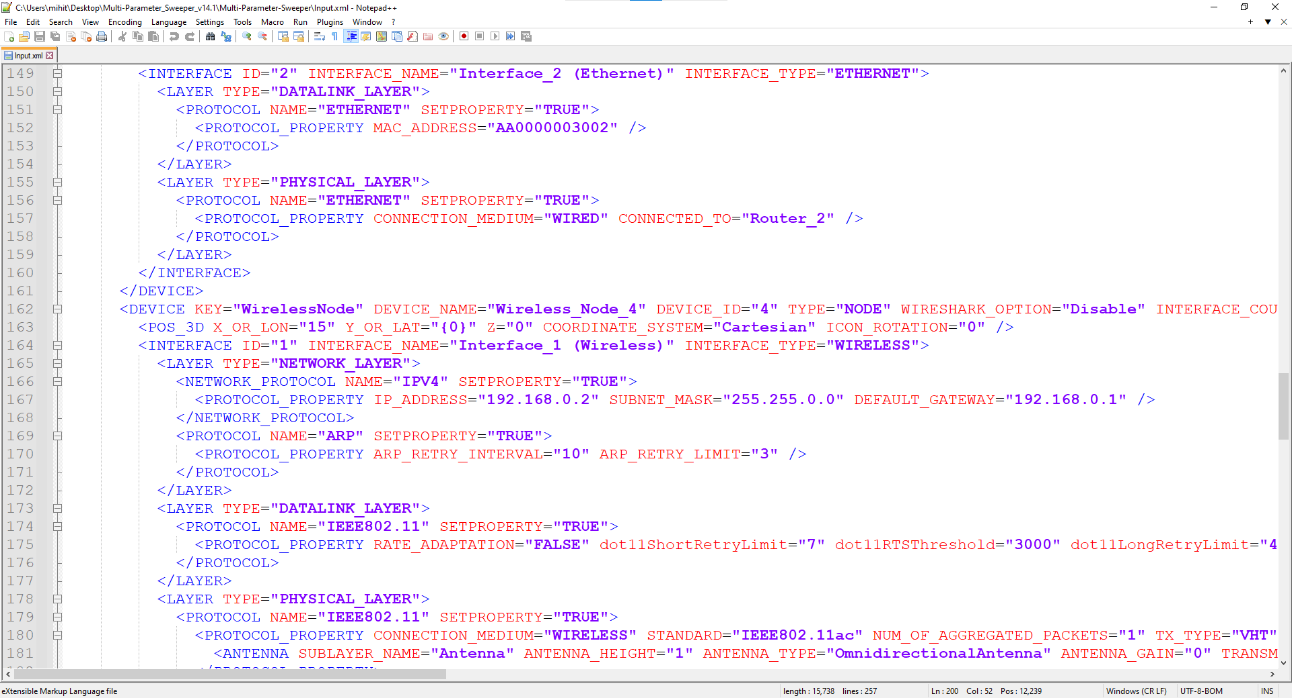 C:\Users\mihit\Desktop\Multi-Parameter_Sweeper_v14.1\Multi-Parameter-Sweeper\Input.xml - Notepad++
File Edit Search View Encoding Language Settings Tools Macro Run Plugins Window ?
Input.xml
149 <INTERFACE ID="2" INTERFACE_NAME="Interface_2 (Ethernet)" INTERFACE_TYPE="ETHERNET">
150 <LAYER TYPE="DATALINK_LAYER">
151 <PROTOCOL NAME="ETHERNET" SETPROPERTY="TRUE">
152 <PROTOCOL_PROPERTY MAC_ADDRESS="AA0000003002" />
153 </PROTOCOL>
154 </LAYER>
155 <LAYER TYPE="PHYSICAL_LAYER">
156 <PROTOCOL NAME="ETHERNET" SETPROPERTY="TRUE">
157 <PROTOCOL_PROPERTY CONNECTION_MEDIUM="WIRED" CONNECTED_TO="Router_2" />
158 </PROTOCOL>
159 </LAYER>
160 </INTERFACE>
161 </DEVICE>
162 <DEVICE KEY="WirelessNode" DEVICE_NAME="Wireless_Node_4" DEVICE_ID="4" TYPE="NODE" WIRESHARK_OPTION="Disable" INTERFACE_COU
163 <POS_3D X_OR_LON="15" Y_OR_LAT="{0}" Z="0" COORDINATE_SYSTEM="Cartesian" ICON_ROTATION="0" />
164 <INTERFACE ID="1" INTERFACE_NAME="Interface_1 (Wireless)" INTERFACE_TYPE="WIRELESS">
165 <LAYER TYPE="NETWORK_LAYER">
166 <NETWORK_PROTOCOL NAME="IPV4" SETPROPERTY="TRUE">
167 <PROTOCOL_PROPERTY IP_ADDRESS="192.168.0.2" SUBNET_MASK="255.255.0.0" DEFAULT_GATEWAY="192.168.0.1" />
168 </NETWORK_PROTOCOL>
169 <PROTOCOL NAME="ARP" SETPROPERTY="TRUE">
170 <PROTOCOL_PROPERTY ARP_RETRY_INTERVAL="10" ARP_RETRY_LIMIT="3" />
171 </PROTOCOL>
172 </LAYER>
173 <LAYER TYPE="DATALINK_LAYER">
174 <PROTOCOL NAME="IEEE802.11" SETPROPERTY="TRUE">
175 <PROTOCOL_PROPERTY RATE_ADAPTATION="FALSE" dot11ShortRetryLimit="7" dot11RTSThreshold="3000" dot11LongRetryLimit="4
176 </PROTOCOL>
177 </LAYER>
178 <LAYER TYPE="PHYSICAL_LAYER">
179 <PROTOCOL NAME="IEEE802.11" SETPROPERTY="TRUE">
180 <PROTOCOL_PROPERTY CONNECTION_MEDIUM="WIRELESS" STANDARD="IEEE802.11ac" NUM_OF_AGGREGATED_PACKETS="1" TX_TYPE="VHT"
181 <ANTENNA SUBLAYER_NAME="Antenna" ANTENNA_HEIGHT="1" ANTENNA_TYPE="OmnidirectionalAntenna" ANTENNA_GAIN="0" TRANSM
eXtensible Markup Language file length : 15,738 lines : 257 Ln : 200 Col : 52 Pos : 12,239 Windows (CR LF) UTF-8-BOM INS